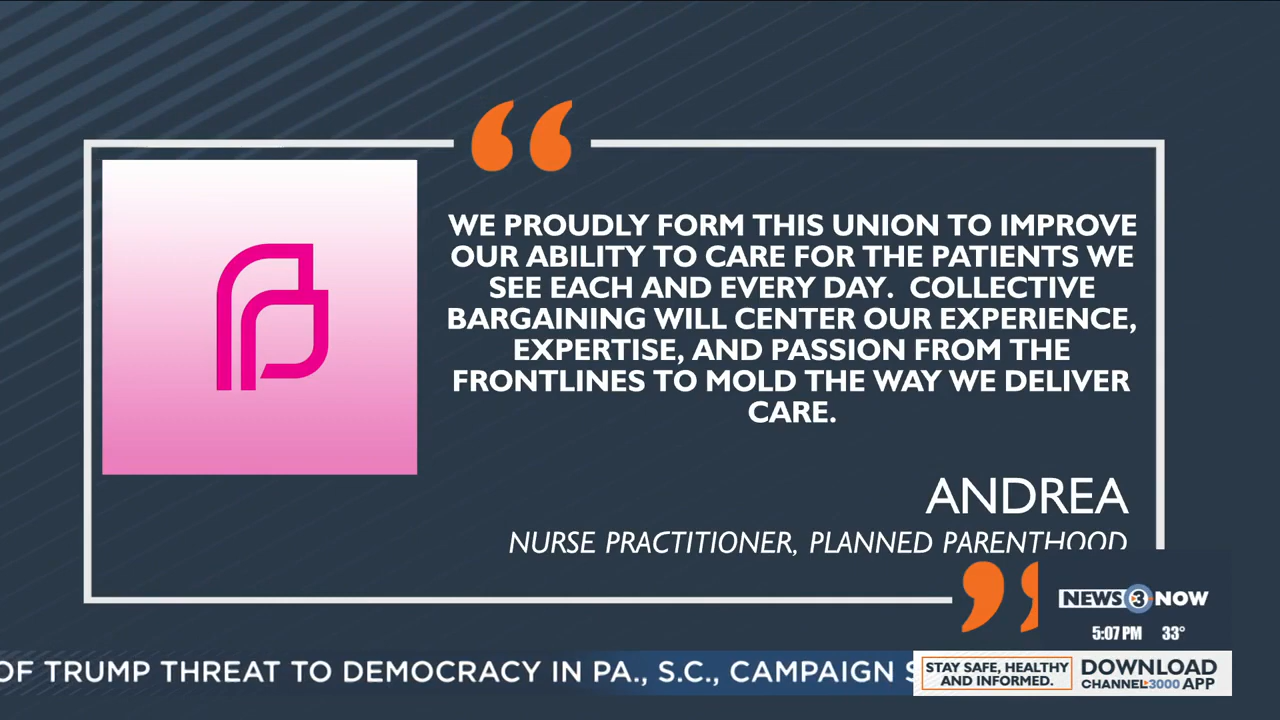 WE PROUDLY FORM THIS UNION TO IMPROVE
OUR ABILITY TO CARE FOR THE PATIENTS WE
SEE EACH AND EVERY DAY. COLLECTIVE
BARGAINING WILL CENTER OUR EXPERIENCE,
EXPERTISE, AND PASSION FROM THE
FRONTLINES TO MOLD THE WAY WE DELIVER
CARE.
ANDREA
NURSE PRACTITIONER, PLANNED PARENTHOOD
NEWS 3 NOW
5:07 PM 33°
OF TRUMP THREAT TO DEMOCRACY IN PA., S.C., CAMPAIGN
STAY SAFE, HEALTHY
AND INFORMED.
DOWNLOAD
CHANNEL3000 APP